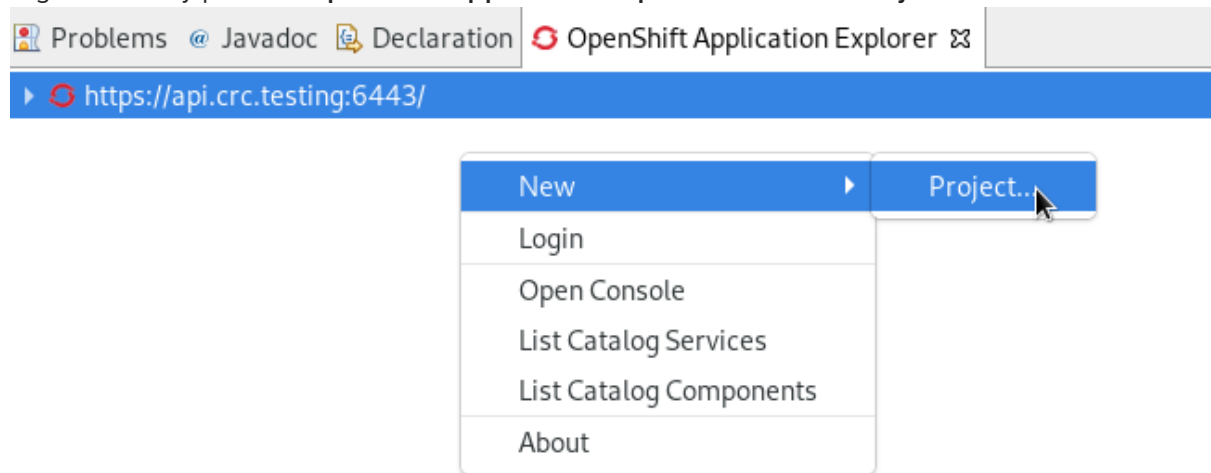 Problems @ Javadoc Declaration OpenShift Application Explorer
https://api.crc.testing:6443/
New Project...
Login
Open Console
List Catalog Services
List Catalog Components
About